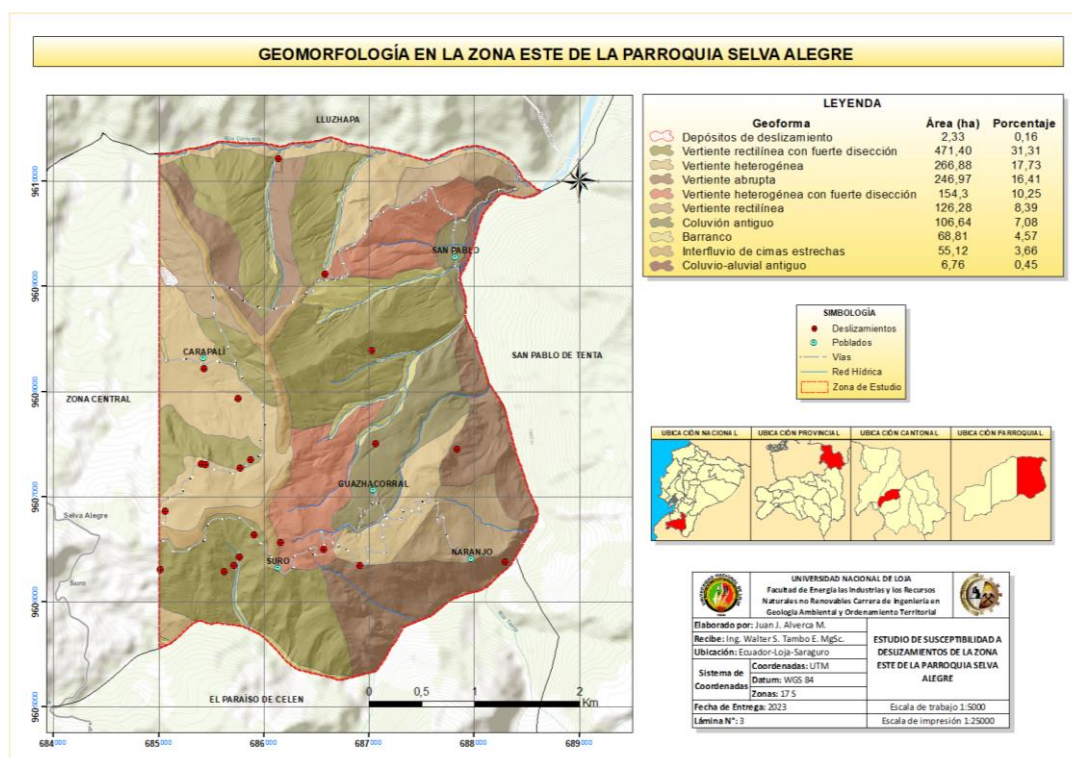 GEOMORFOLOGÍA EN LA ZONA ESTE DE LA PARROQUIA SELVA ALEGRE
LLUZHAPA
SAN PABLO
CARAPALÍ
SAN PABLO DE TENTA
ZONA CENTRAL
GUAZHACORRAL
Selva Alegre
NARANJO
SURO
Suro
EL PARAÍSO DE CELEN
0 0,5 1 2
Km
9610000
9600000
9607000
684000 685000 686000 687000 688000 689000
LEYENDA
Geoforma Área (ha) Porcentaje
Depósitos de deslizamiento 2,33 0,16
Vertiente rectilínea con fuerte disección 471,40 31,31
Vertiente heterogénea 266,88 17,73
Vertiente abrupta 246,97 16,41
Vertiente heterogénea con fuerte disección 154,3 10,25
Vertiente rectilínea 126,28 8,39
Coluvión antiguo 106,64 7,08
Barranco 68,81 4,57
Interfluvio de cimas estrechas 55,12 3,66
Coluvio-aluvial antiguo 6,76 0,45
SIMBOLOGÍA
Deslizamientos
Poblados
Vías
Red Hídrica
Zona de Estudio
UBICACIÓN NACIONAL UBICACIÓN PROVINCIAL UBICACIÓN CANTONAL UBICACIÓN PARROQUIAL
UNIVERSIDAD NACIONAL DE LOJA
Facultad de Energía las Industrias y los Recursos
Naturales no Renovables Carrera de Ingeniería en
Geología Ambiental y Ordenamiento Territorial
Elaborado por: Juan J. Alverca M.
Recibe: Ing. Walter S. Tambo E. MgSc.
Ubicación: Ecuador-Loja-Saraguro
Sistema de
Coordenadas
Coordenadas: UTM
Datum: WGS 84
Zonas: 17 S
Fecha de Entrega: 2023
Lámina N°: 3
ESTUDIO DE SUSCEPTIBILIDAD A
DESLIZAMIENTOS DE LA ZONA
ESTE DE LA PARROQUIA SELVA
ALEGRE
Escala de trabajo 1:5000
Escala de impresión 1:25000